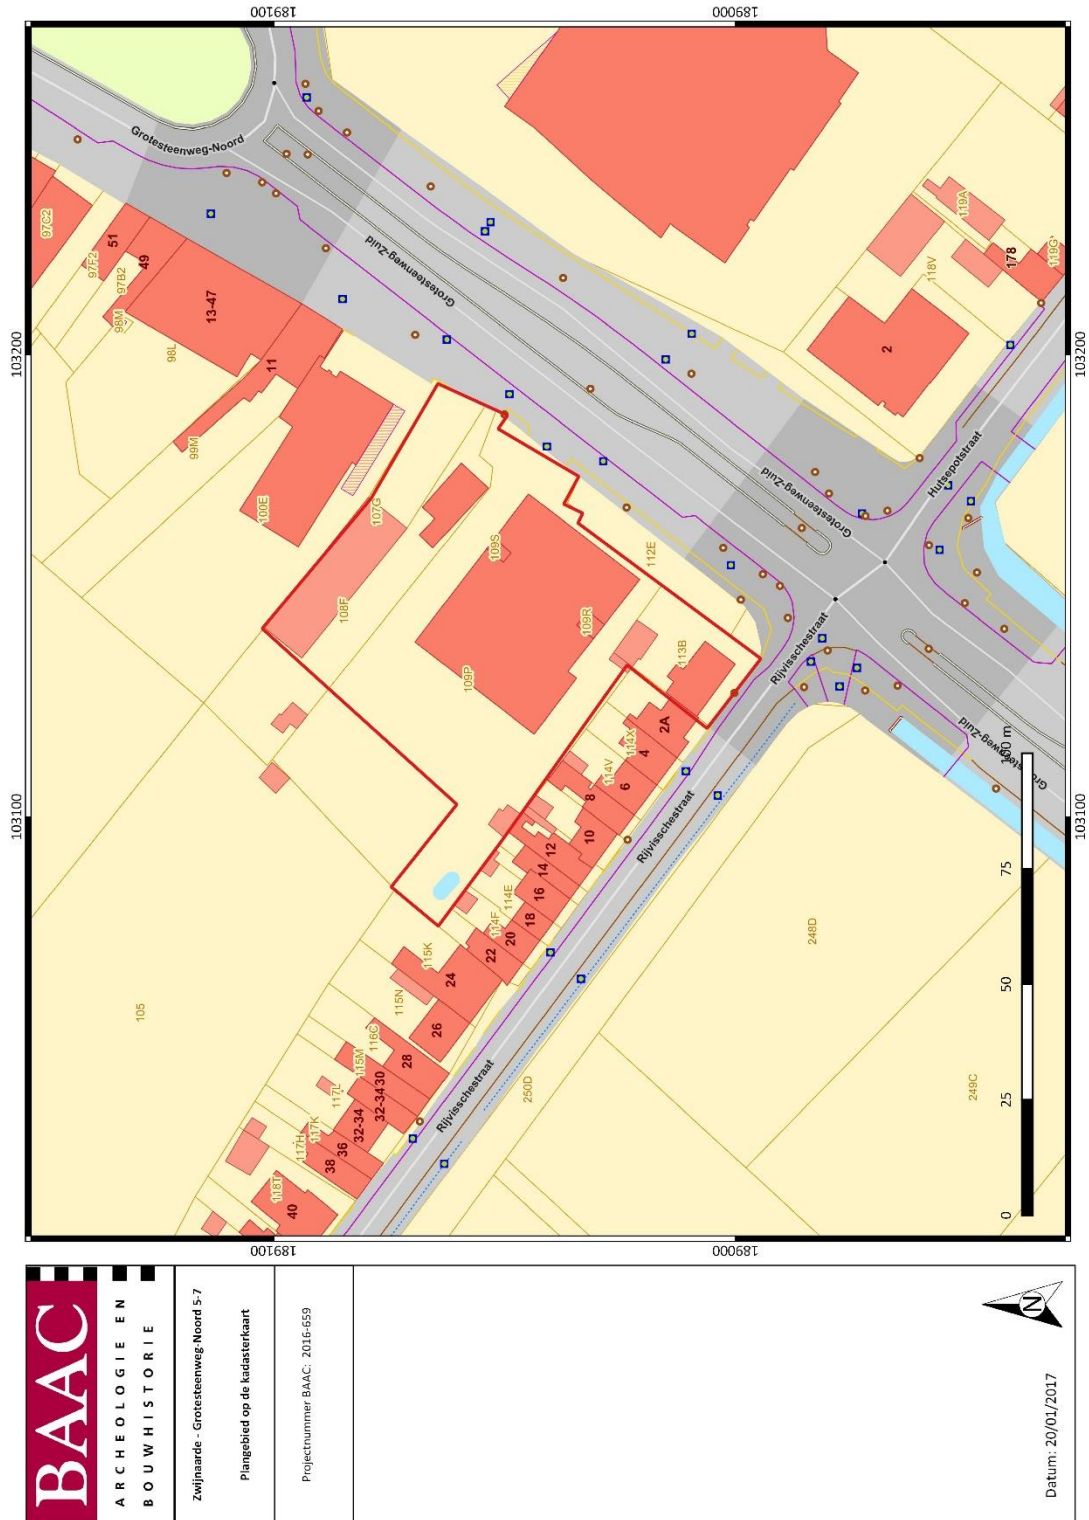 BAAC
ARCHEOLOGIE EN
BOUWHISTORIE
Zwijnaarde - Grotesteenweg-Noord 5-7
Plangebied op de kadasterkaart
Projectnummer BAAC: 2016-659
Datum: 20/01/2017
N
103100
103200
189100
189000
189100
189000
103100
103200
0
25
50
75
100 m
Grotesteenweg-Noord
Grotesteenweg-Zuid
Grotesteenweg-Zuid
Grotesteenweg-Zuid
Hutsepotstraat
Rijvisschestraat
Rijvisschestraat
Rijvisschestraat
97C2
97F2
51
97B2
49
98M
13-47
98L
11
99M
100E
107G
108F
109S
109R
109P
112E
113B
2A
114X
4
114V
6
8
10
12
14
16
114E
18
114F
20
22
115K
24
115N
26
116C
28
115M
30
32-34
117L
32-34
117K
36
117H
38
118T
40
105
250D
248D
249C
2
118V
119A
178
119G